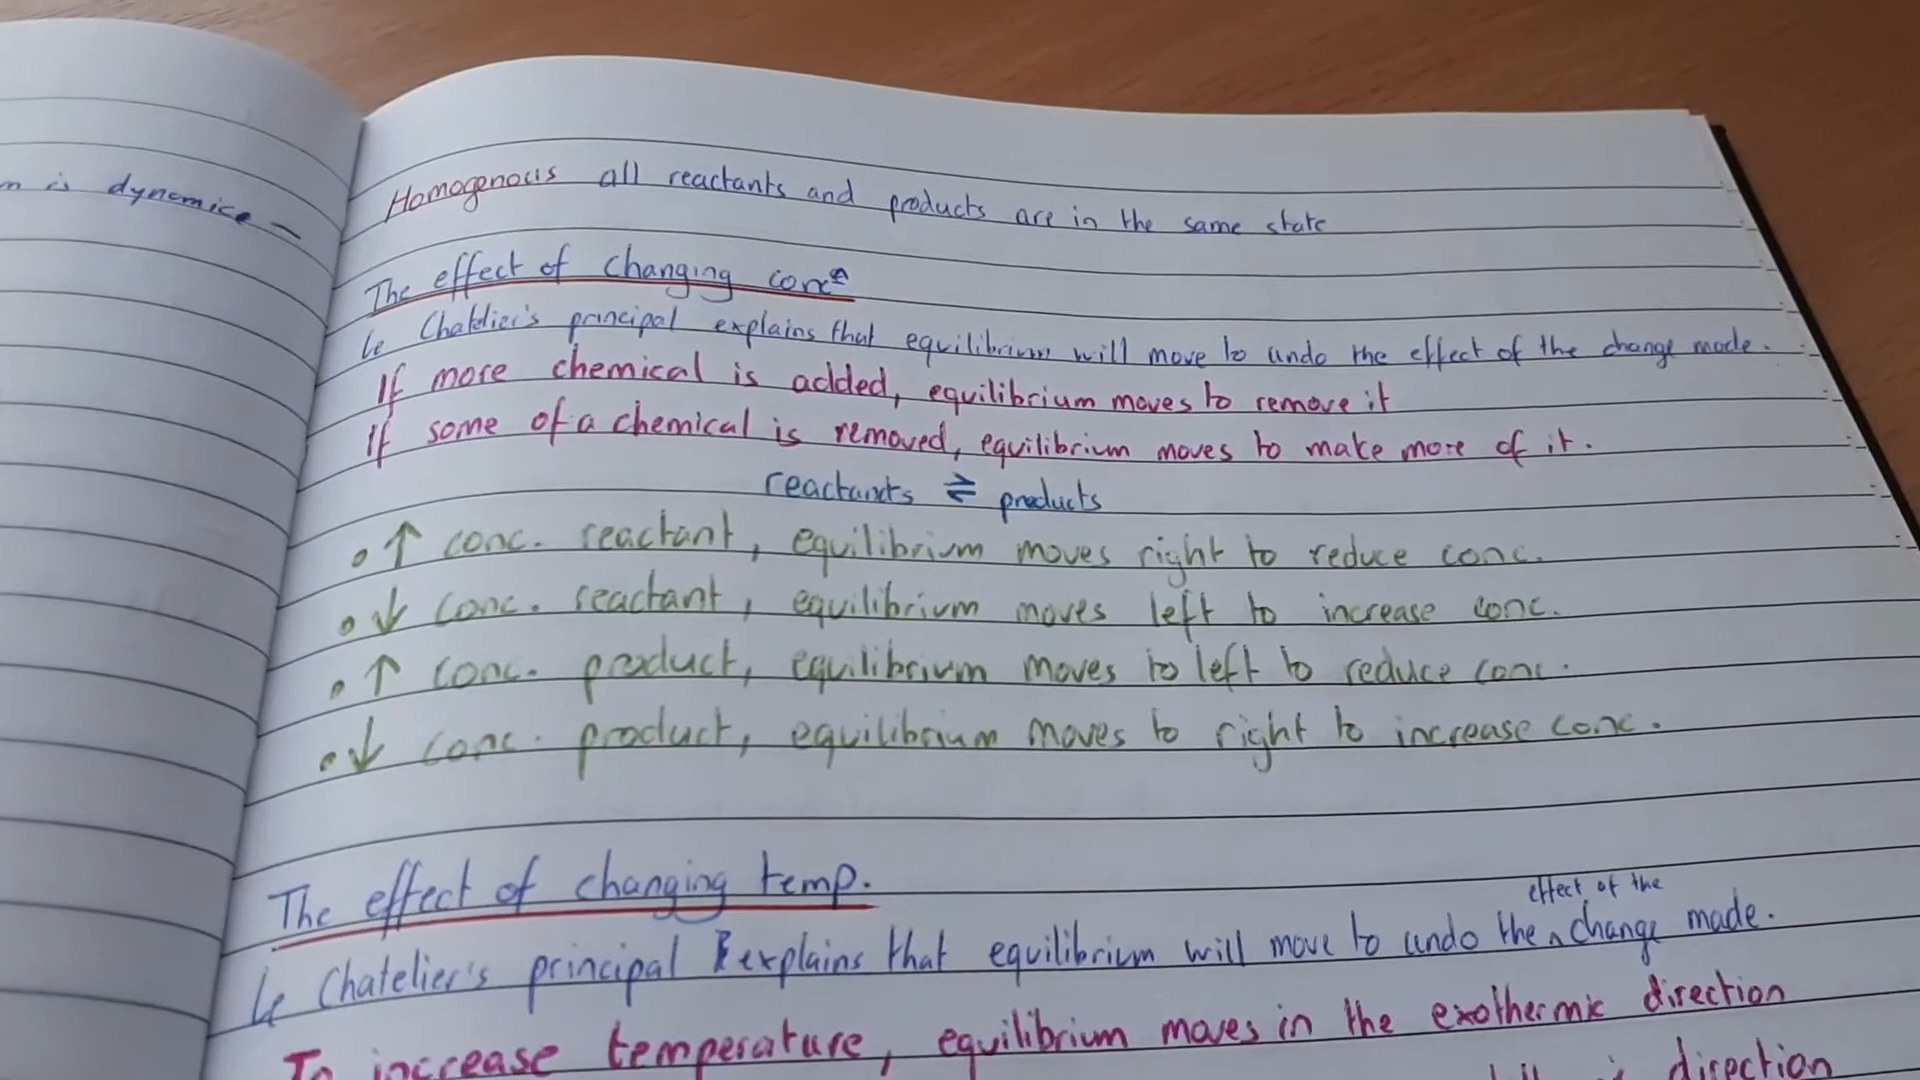 n is dynamice –
Homogenous all reactants and products are in the same state
The effect of changing concⁿ
Le Chatelier's principal explains that equilibrium will move to undo the effect of the change made.
If more chemical is added, equilibrium moves to remove it
If some of a chemical is removed, equilibrium moves to make more of it.
reactants ⇌ products
• ↑ conc. reactant, equilibrium moves right to reduce conc.
• ↓ conc. reactant, equilibrium moves left to increase conc.
• ↑ conc. product, equilibrium moves to left to reduce conc.
• ↓ conc. product, equilibrium moves to right to increase conc.
The effect of changing temp.
effect of the
Le Chatelier's principal explains that equilibrium will move to undo the ^ change made.
To increase temperature, equilibrium moves in the exothermic direction
direction